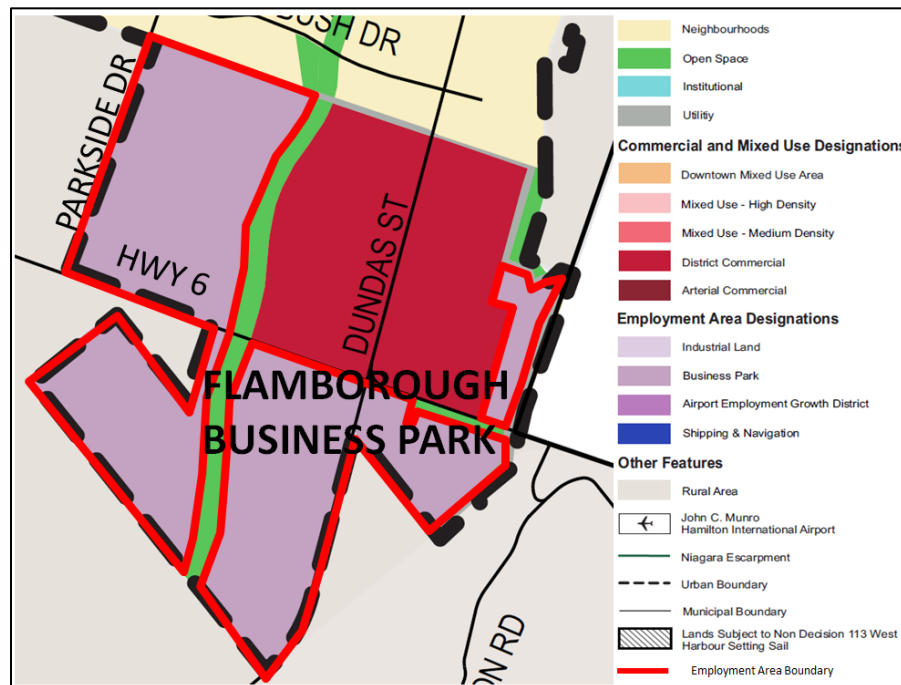 BUSH DR
PARKSIDE DR
HWY 6
DUNDAS ST
FLAMBOROUGH
BUSINESS PARK
ON RD
Neighbourhoods
Open Space
Institutional
Utilitiy
Commercial and Mixed Use Designations
Downtown Mixed Use Area
Mixed Use - High Density
Mixed Use - Medium Density
District Commercial
Arterial Commercial
Employment Area Designations
Industrial Land
Business Park
Airport Employment Growth District
Shipping & Navigation
Other Features
Rural Area
John C. Munro
Hamilton International Airport
Niagara Escarpment
Urban Boundary
Municipal Boundary
Lands Subject to Non Decision 113 West
Harbour Setting Sail
Employment Area Boundary